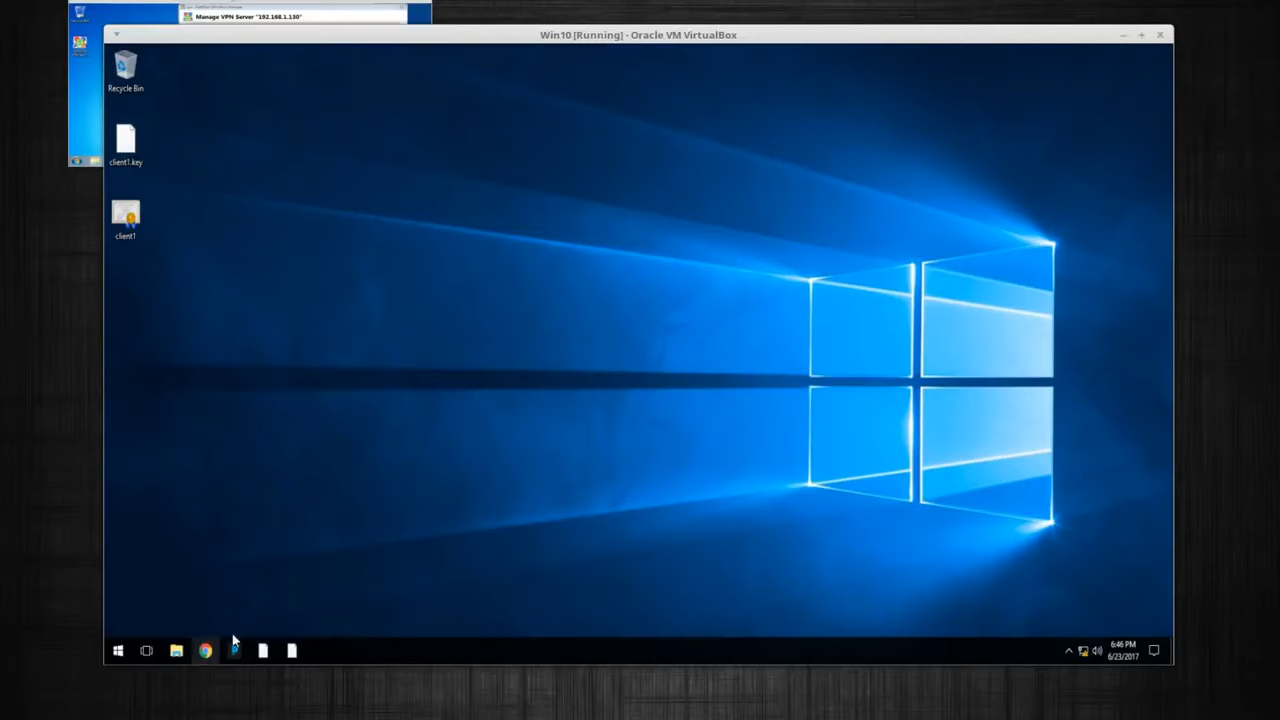 Manage VPN Server "192.168.1.130"
Win10 [Running] - Oracle VM VirtualBox
Recycle Bin
client1.key
client1
6:46 PM
6/23/2017